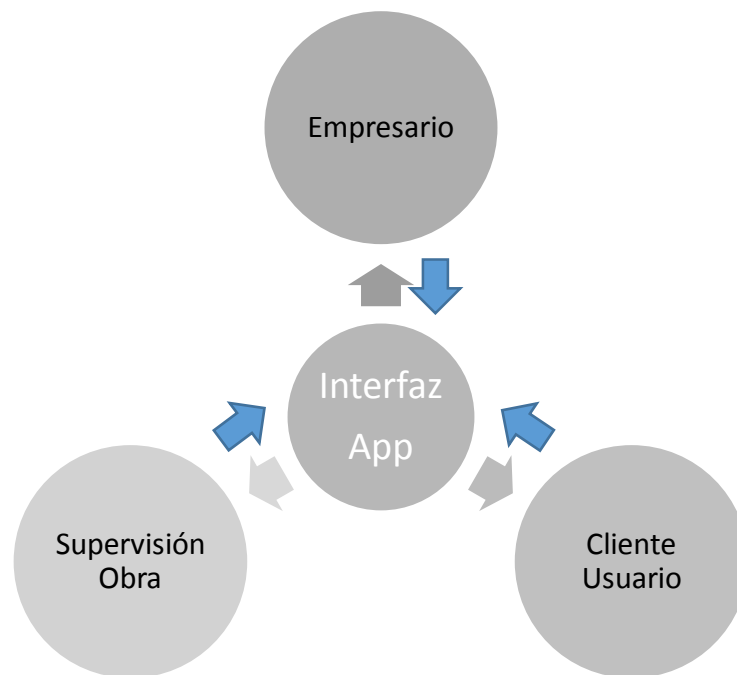 Empresario
Interfaz
App
Supervisión
Obra
Cliente
Usuario